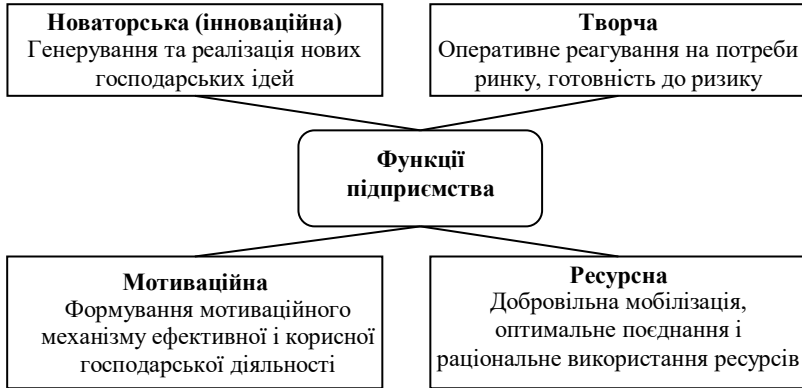 Новаторська (інноваційна)
Генерування та реалізація нових
господарських ідей
Творча
Оперативне реагування на потреби
ринку, готовність до ризику
Функції
підприємства
Мотиваційна
Формування мотиваційного
механізму ефективної і корисної
господарської діяльності
Ресурсна
Добровільна мобілізація,
оптимальне поєднання і
раціональне використання ресурсів